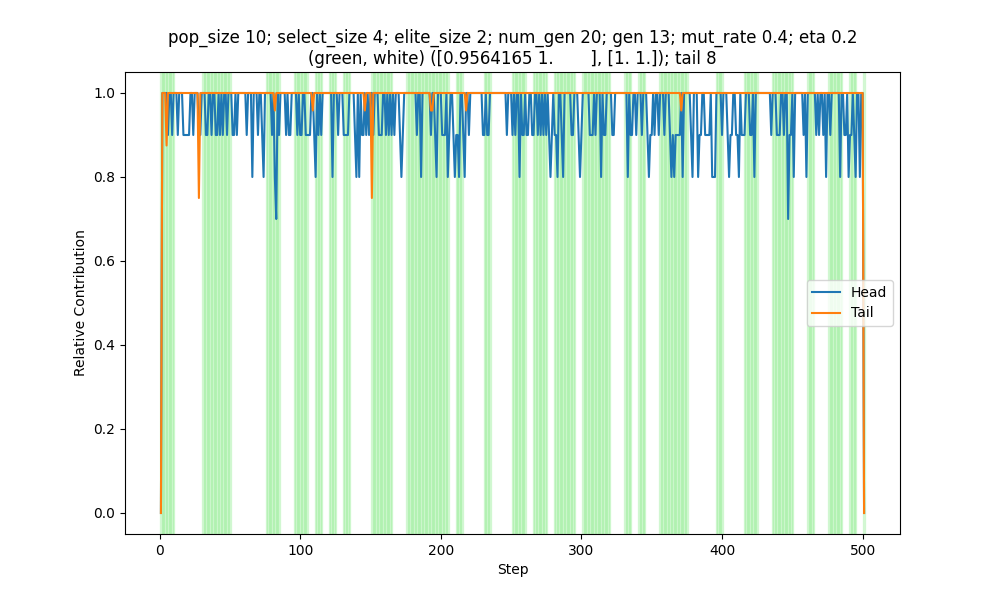 pop_size 10; select_size 4; elite_size 2; num_gen 20; gen 13; mut_rate 0.4; eta 0.2
(green, white) ([0.9564165 1.        ], [1. 1.]); tail 8
1.0
0.8
0.6
0.4
0.2
0.0
Relative Contribution
Head
Tail
0
100
200
300
400
500
Step